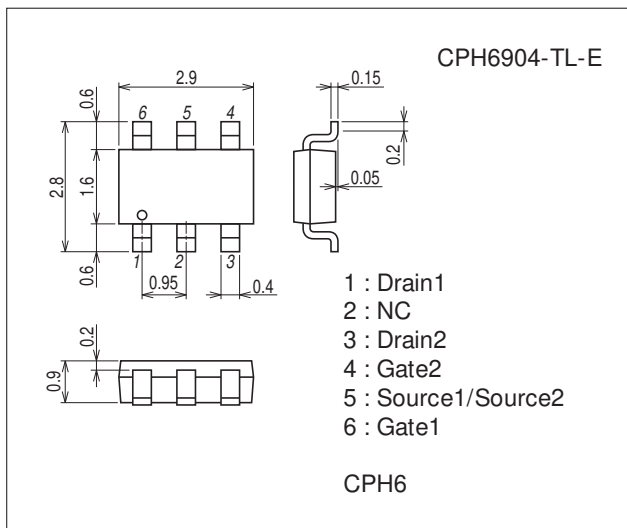 CPH6904-TL-E
2.9
0.15
0.6
6 5 4
0.2
2.8
1.6
0.05
1 2 3
0.6
0.95
0.4
0.2
0.9
1 : Drain1
2 : NC
3 : Drain2
4 : Gate2
5 : Source1/Source2
6 : Gate1
CPH6